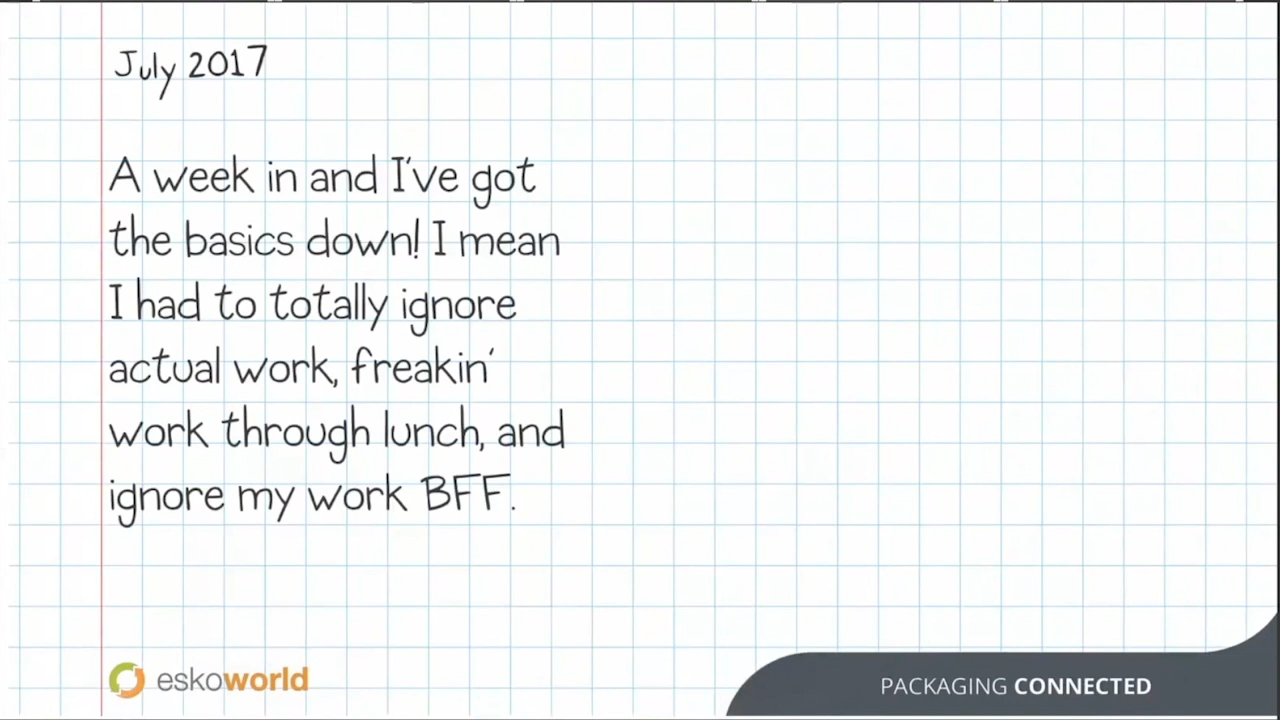 July 2017
A week in and I've got
the basics down! I mean
I had to totally ignore
actual work, freakin'
work through lunch, and
ignore my work BFF.
eskoworld
PACKAGING CONNECTED